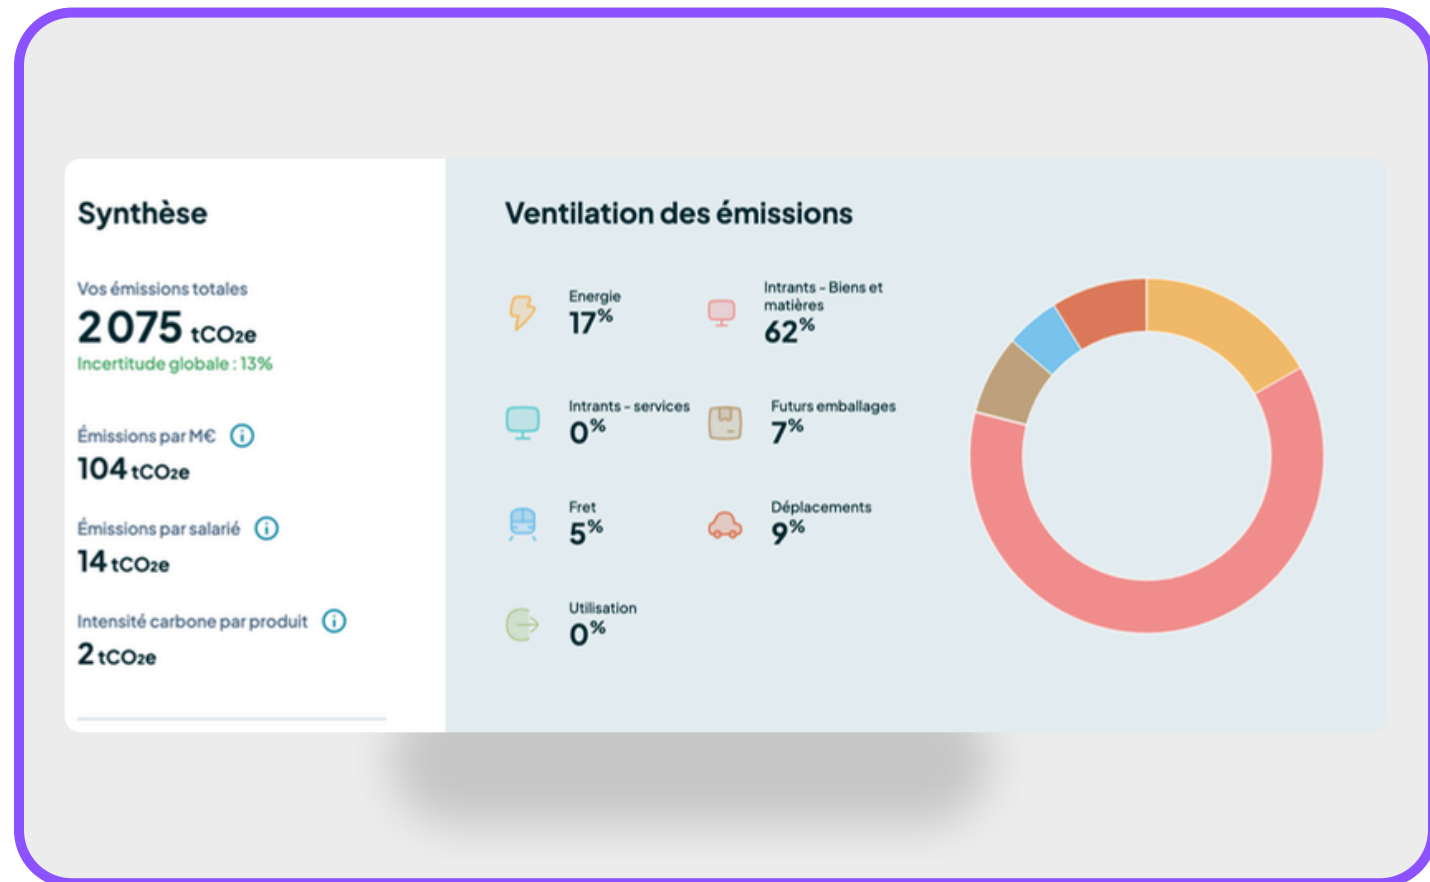 Synthèse
Vos émissions totales
2 075 tCO2e
Incertitude globale : 13%
Émissions par M€
104 tCO2e
Émissions par salarié
14 tCO2e
Intensité carbone par produit
2 tCO2e
Ventilation des émissions
Energie
17%
Intrants - Biens et
matières
62%
Intrants - services
0%
Futurs emballages
7%
Fret
5%
Déplacements
9%
Utilisation
0%